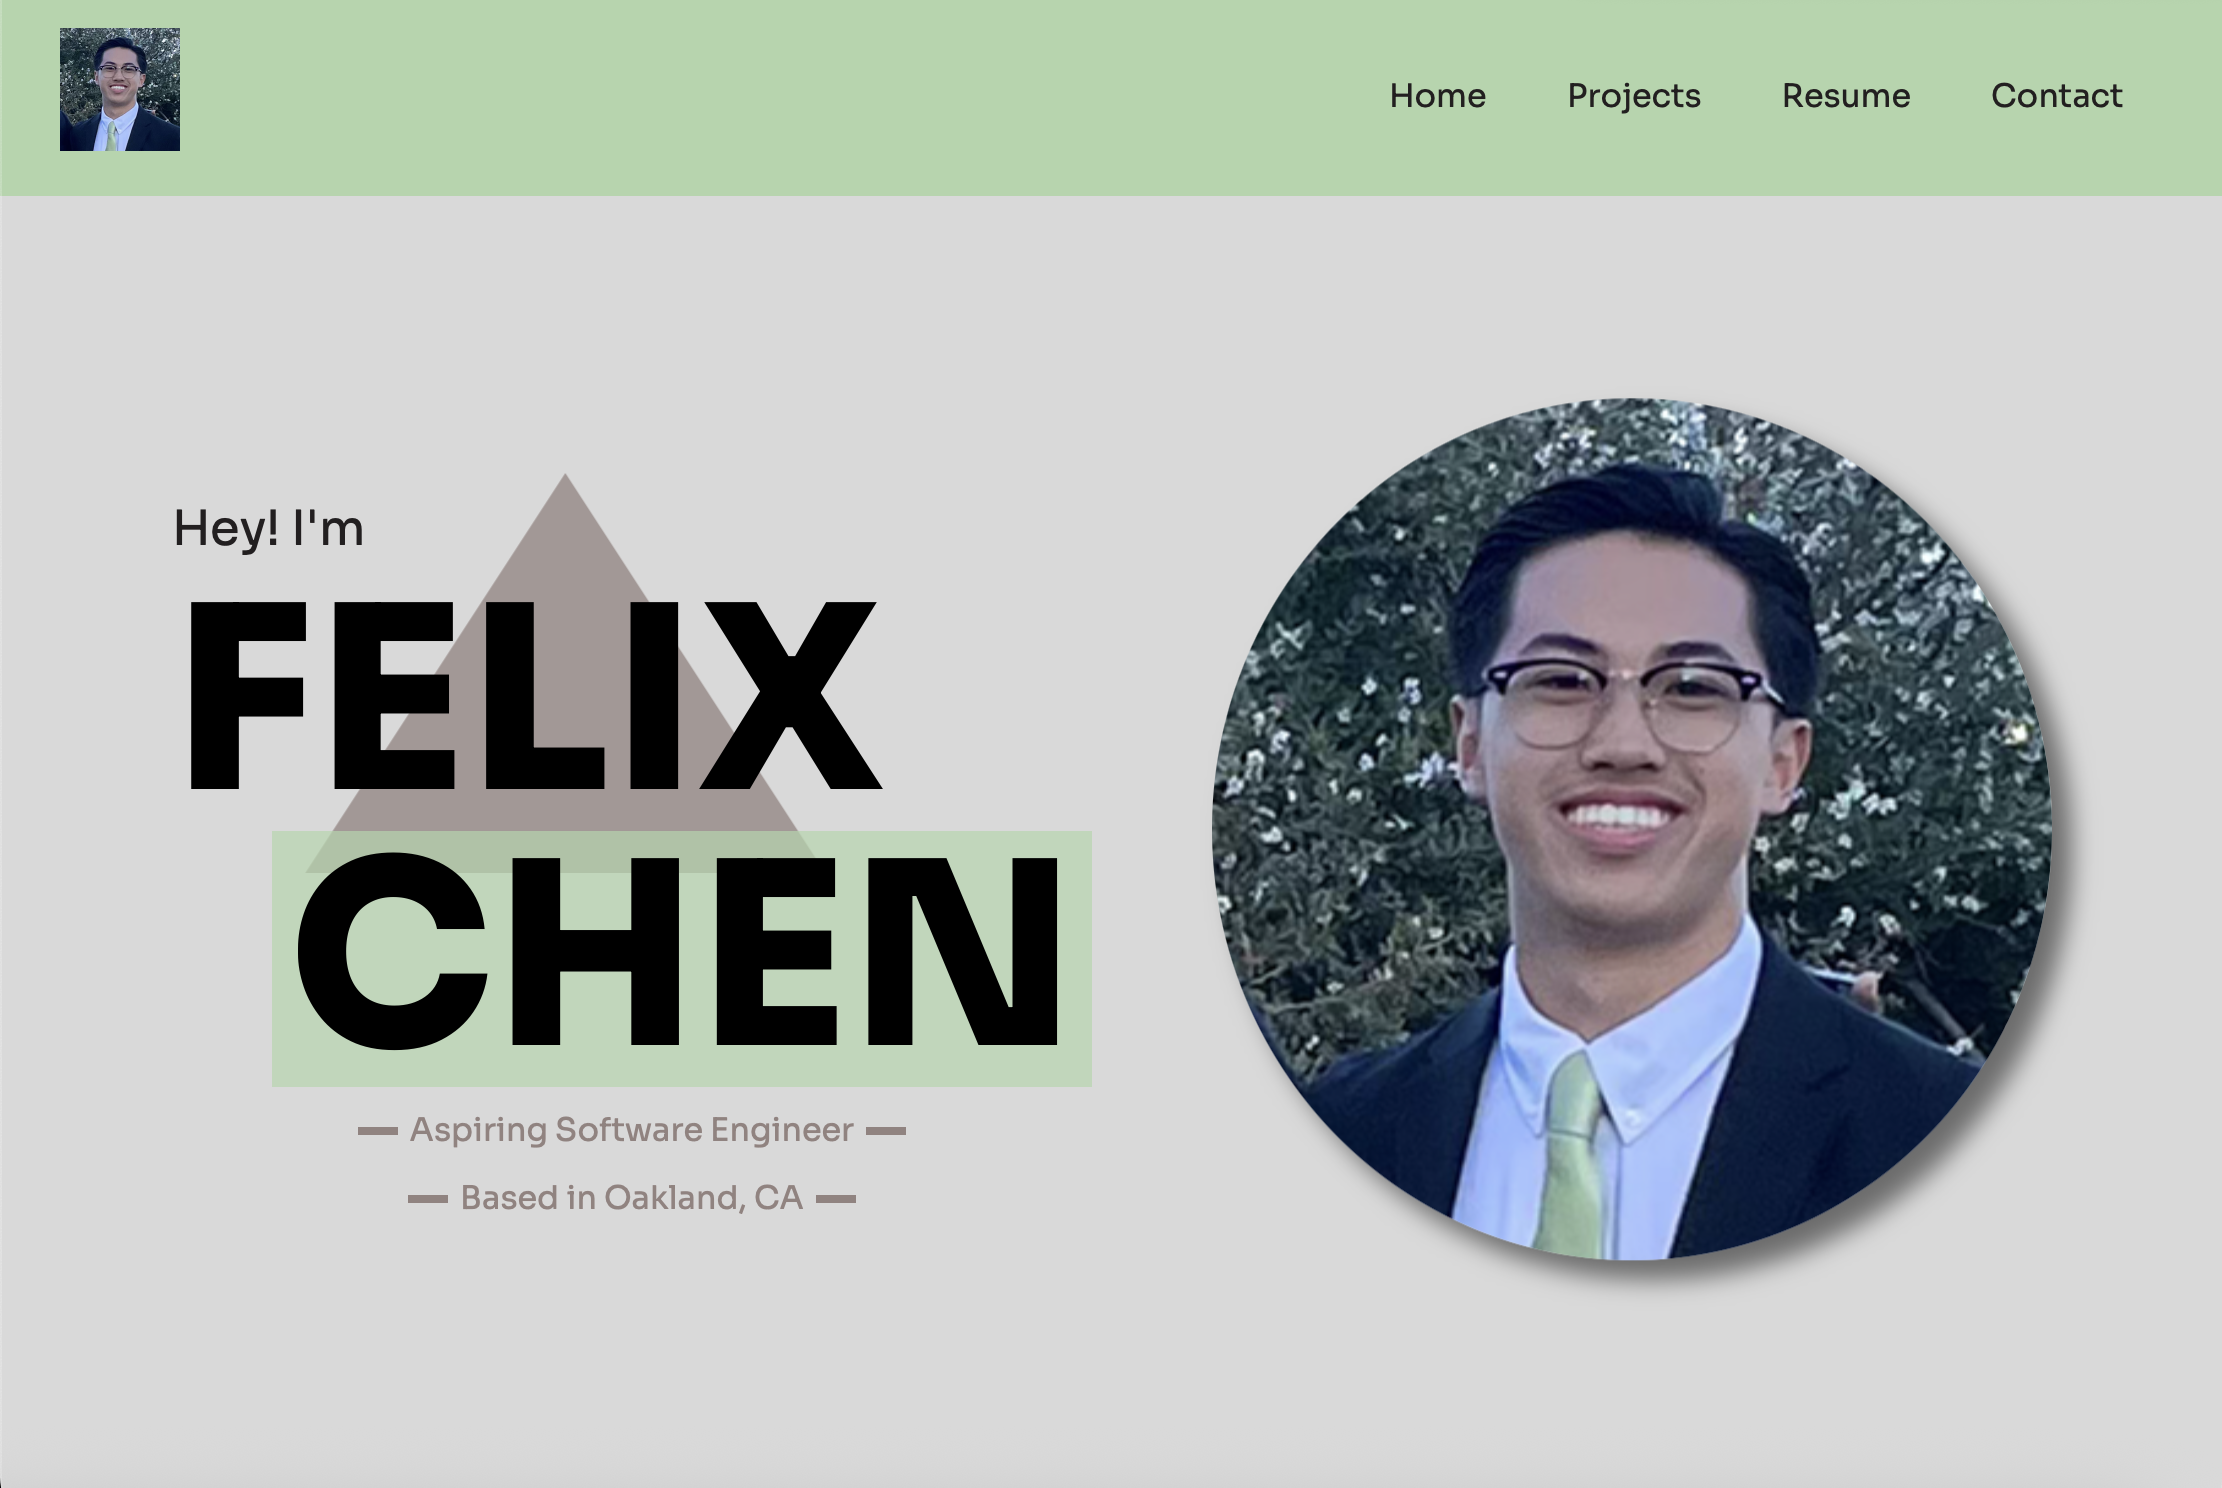 Home Projects Resume Contact
Hey! I'm
FELIX
CHEN
Aspiring Software Engineer
Based in Oakland, CA